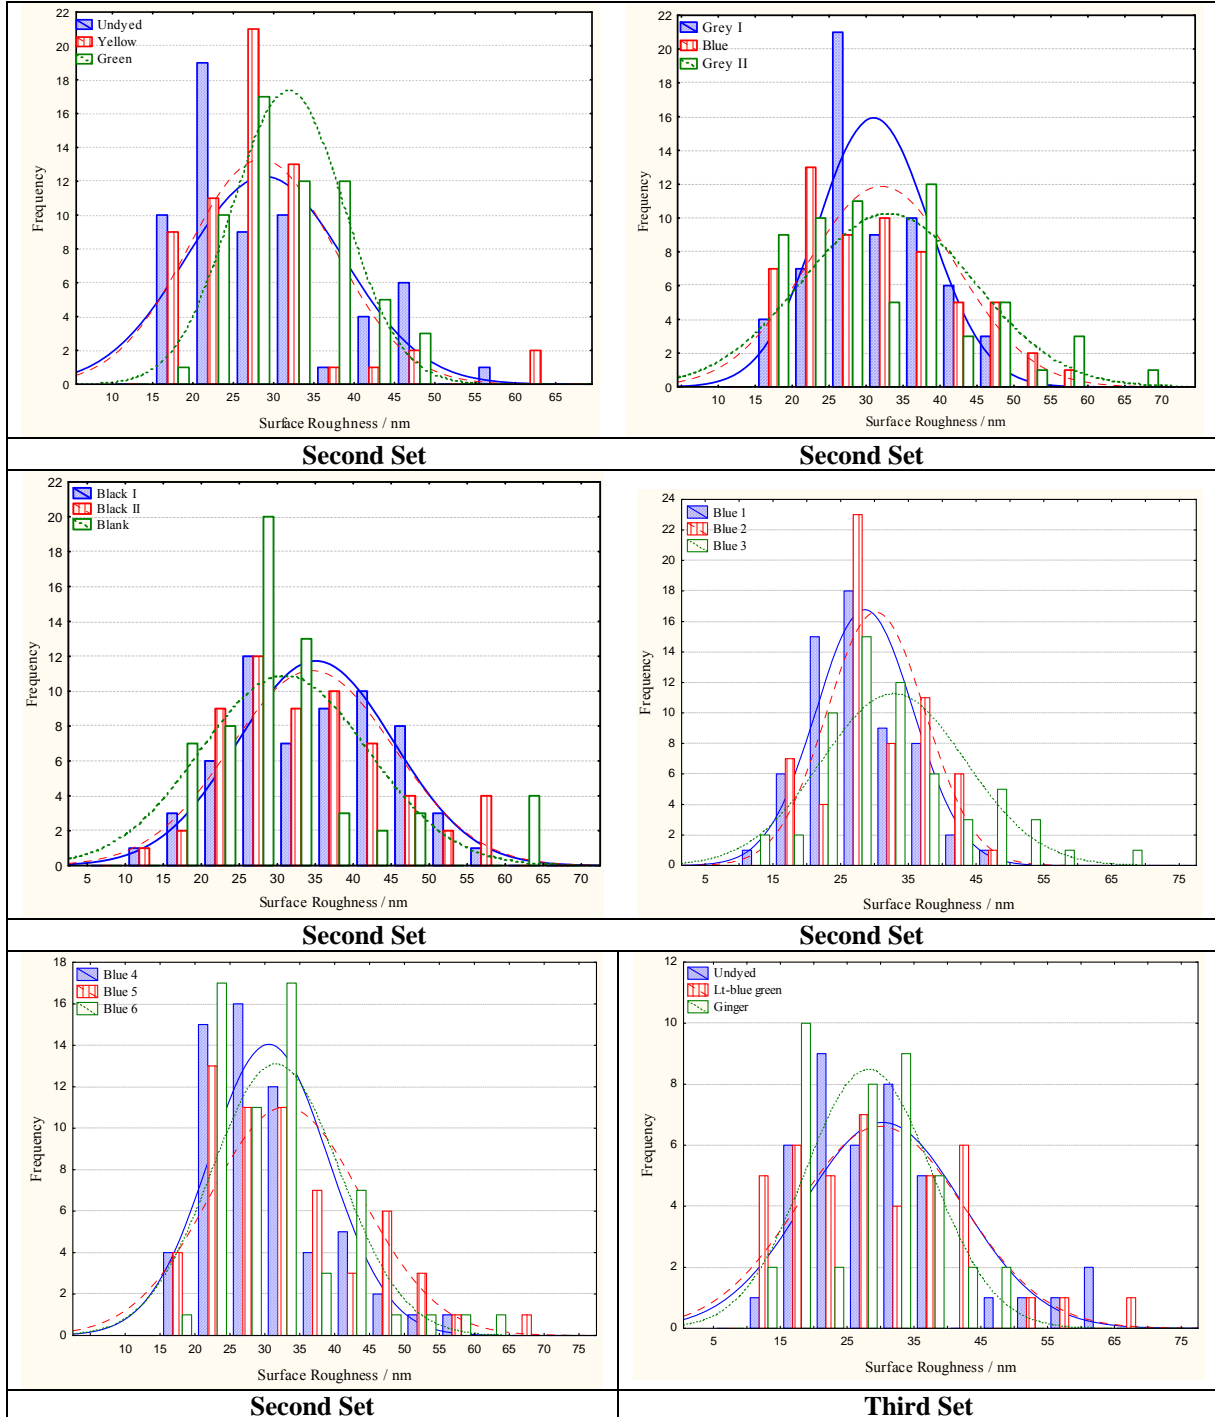 Undyed
Yellow
Green
22
20
18
16
14
12
10
8
6
4
2
0
Frequency
10 15 20 25 30 35 40 45 50 55 60 65
Surface Roughness / nm
Grey I
Blue
Grey II
22
20
18
16
14
12
10
8
6
4
2
0
Frequency
10 15 20 25 30 35 40 45 50 55 60 65 70
Surface Roughness / nm
Second Set Second Set
Black I
Black II
Blank
22
20
18
16
14
12
10
8
6
4
2
0
Frequency
5 10 15 20 25 30 35 40 45 50 55 60 65 70
Surface Roughness / nm
Blue 1
Blue 2
Blue 3
24
22
20
18
16
14
12
10
8
6
4
2
0
Frequency
5 15 25 35 45 55 65 75
Surface Roughness / nm
Second Set Second Set
Blue 4
Blue 5
Blue 6
18
16
14
12
10
8
6
4
2
0
Frequency
10 15 20 25 30 35 40 45 50 55 60 65 70 75
Surface Roughness / nm
Undyed
Lt-blue green
Ginger
12
10
8
6
4
2
0
Frequency
5 15 25 35 45 55 65 75
Surface Roughness / nm
Second Set Third Set